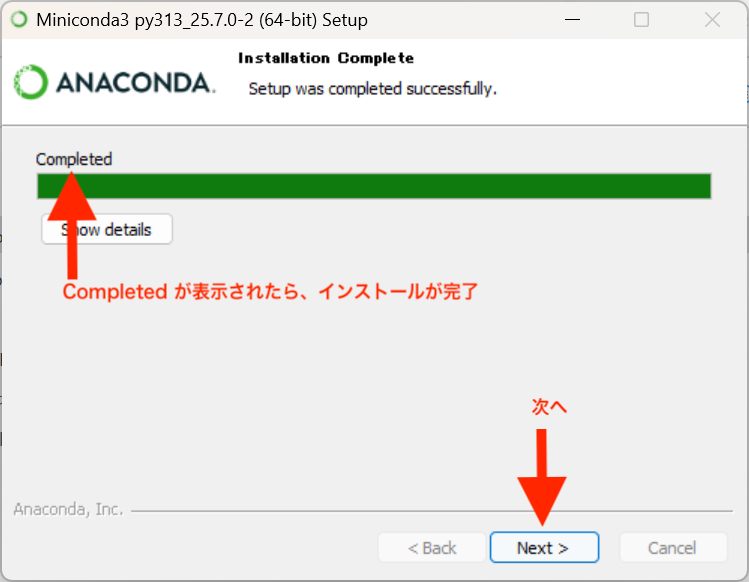 Miniconda3 py313_25.7.0-2 (64-bit) Setup
Installation Complete
ANACONDA.
Setup was completed successfully.
Completed
Show details
Completed が表示されたら、インストールが完了
次へ
Anaconda, Inc.
< Back
Next >
Cancel